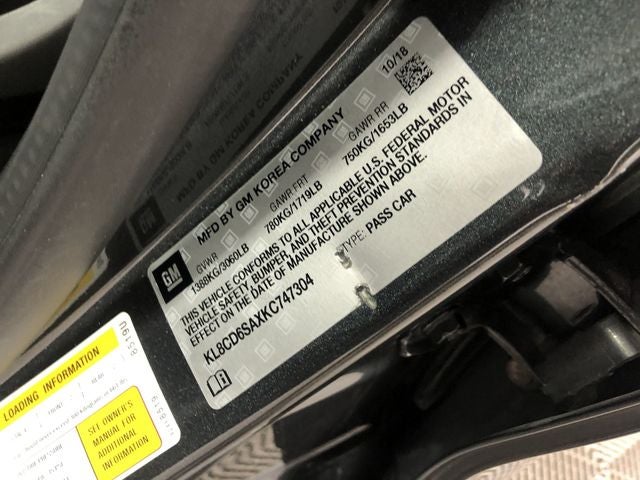 GM
MFD BY GM KOREA COMPANY
10/18
GVWR
GAWR FRT
GAWR RR
1388KG/3060LB
780KG/1719LB
750KG/1653LB
THIS VEHICLE CONFORMS TO ALL APPLICABLE U.S. FEDERAL MOTOR
VEHICLE SAFETY, BUMPER, AND THEFT PREVENTION STANDARDS IN
EFFECT ON THE DATE OF MANUFACTURE SHOWN ABOVE.
KL8CD6SAXKC747304
TYPE: PASS CAR
LOADING INFORMATION
FRONT
REAR
SEE OWNER'S
MANUAL FOR
ADDITIONAL
INFORMATION